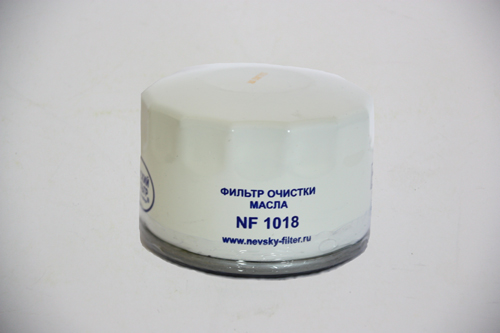 ФИЛЬТР ОЧИСТКИ
МАСЛА
NF 1018
www.nevsky-filter.ru